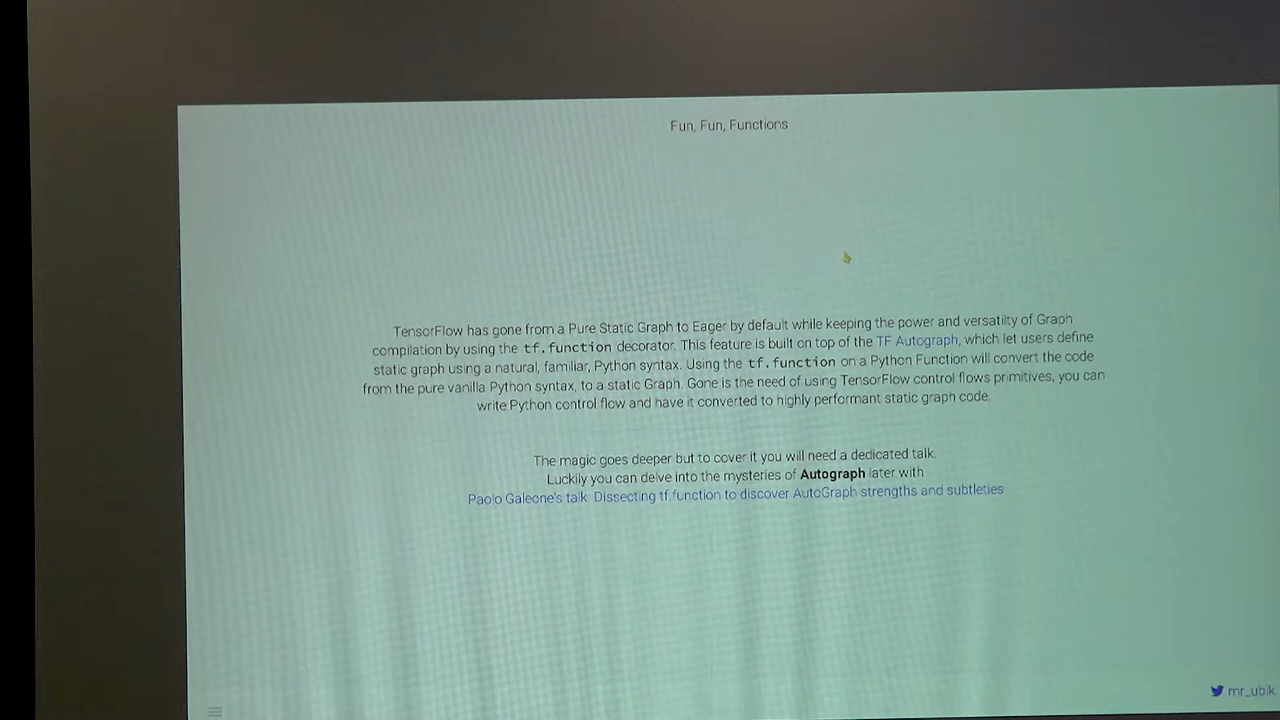 Fun, Fun, Functions
TensorFlow has gone from a Pure Static Graph to Eager by default while keeping the power and versatilty of Graph
compilation by using the tf.function decorator. This feature is built on top of the TF Autograph, which let users define
static graph using a natural, familiar, Python syntax. Using the tf.function on a Python Function will convert the code
from the pure vanilla Python syntax, to a static Graph. Gone is the need of using TensorFlow control flows primitives, you can
write Python control flow and have it converted to highly performant static graph code.
The magic goes deeper but to cover it you will need a dedicated talk.
Luckily you can delve into the mysteries of Autograph later with
Paolo Galeone's talk: Dissecting tf.function to discover AutoGraph strengths and subtleties
mr_ubik